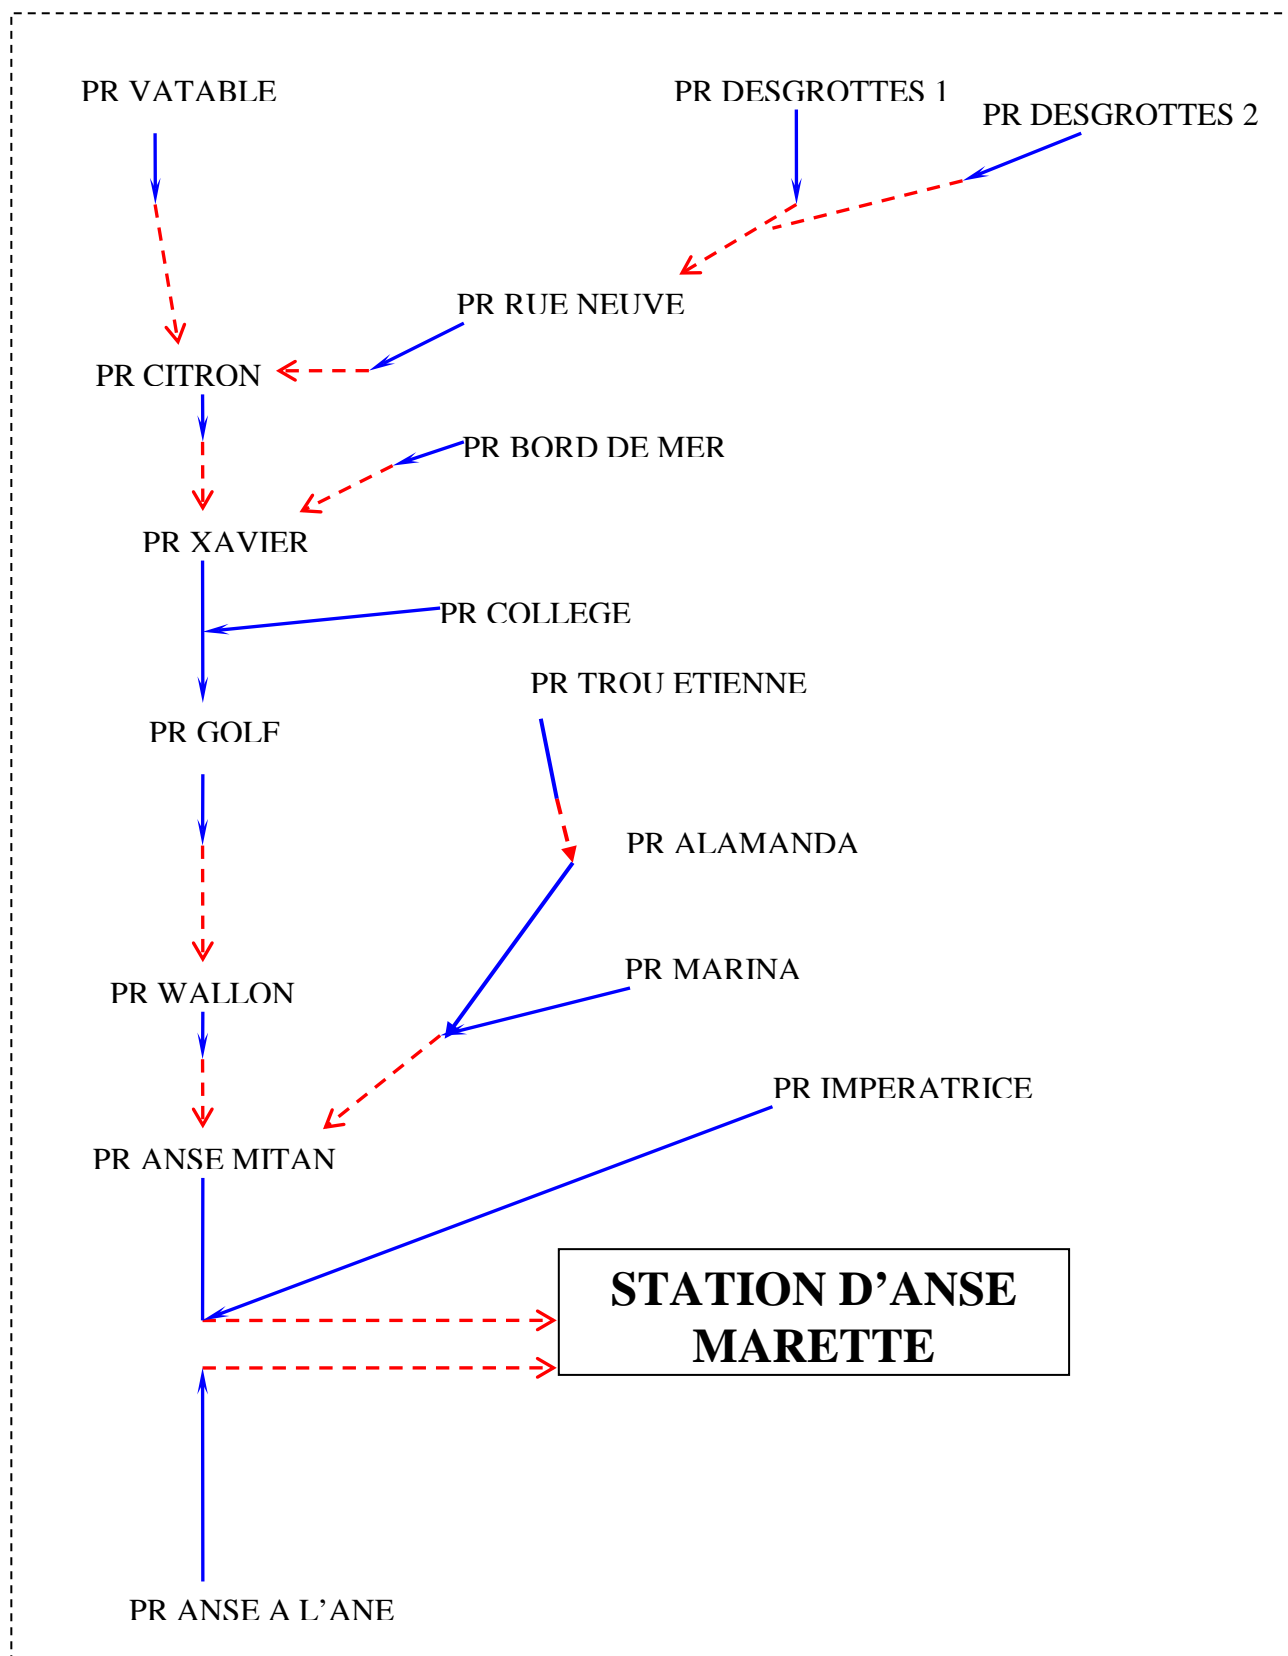 PR VATABLE
PR DESGROTTES 1
PR DESGROTTES 2
PR RUE NEUVE
PR CITRON
PR BORD DE MER
PR XAVIER
PR COLLEGE
PR TROU ETIENNE
PR GOLF
PR ALAMANDA
PR MARINA
PR WALLON
PR IMPERATRICE
PR ANSE MITAN
STATION D’ANSE
MARETTE
PR ANSE A L’ANE